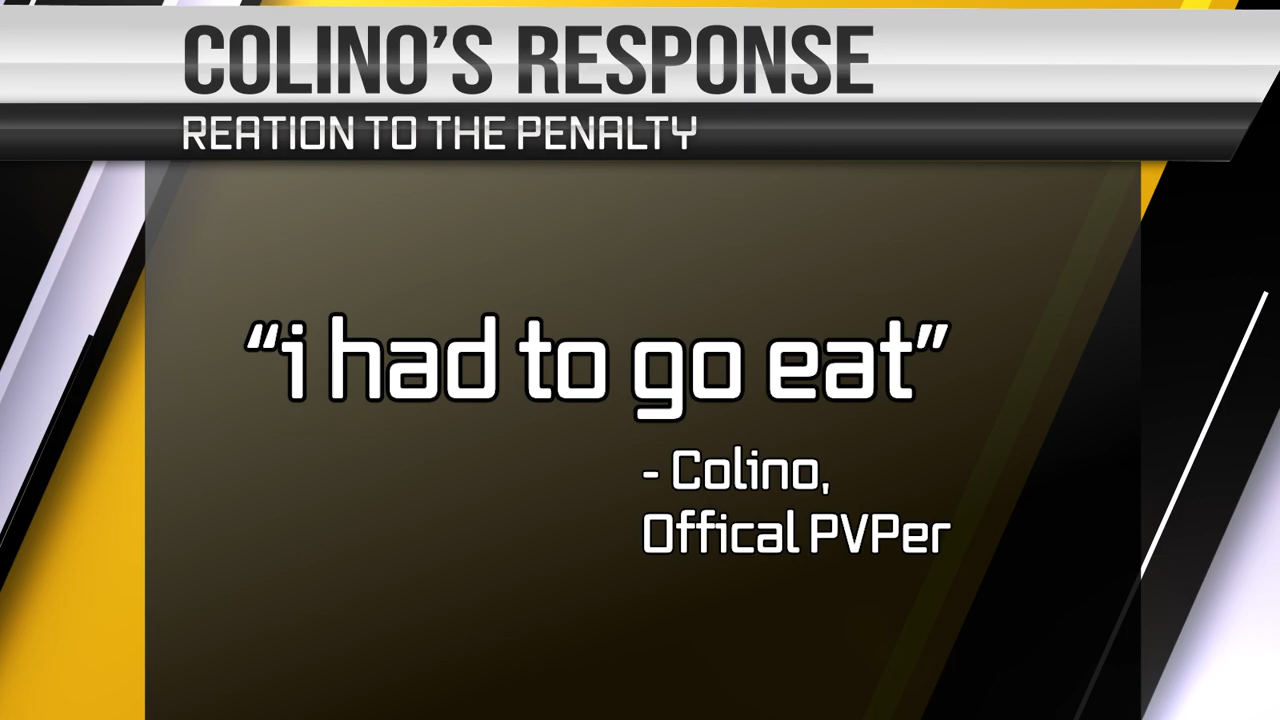 COLINO'S RESPONSE
REATION TO THE PENALTY
“i had to go eat”
- Colino,
Offical PVPer